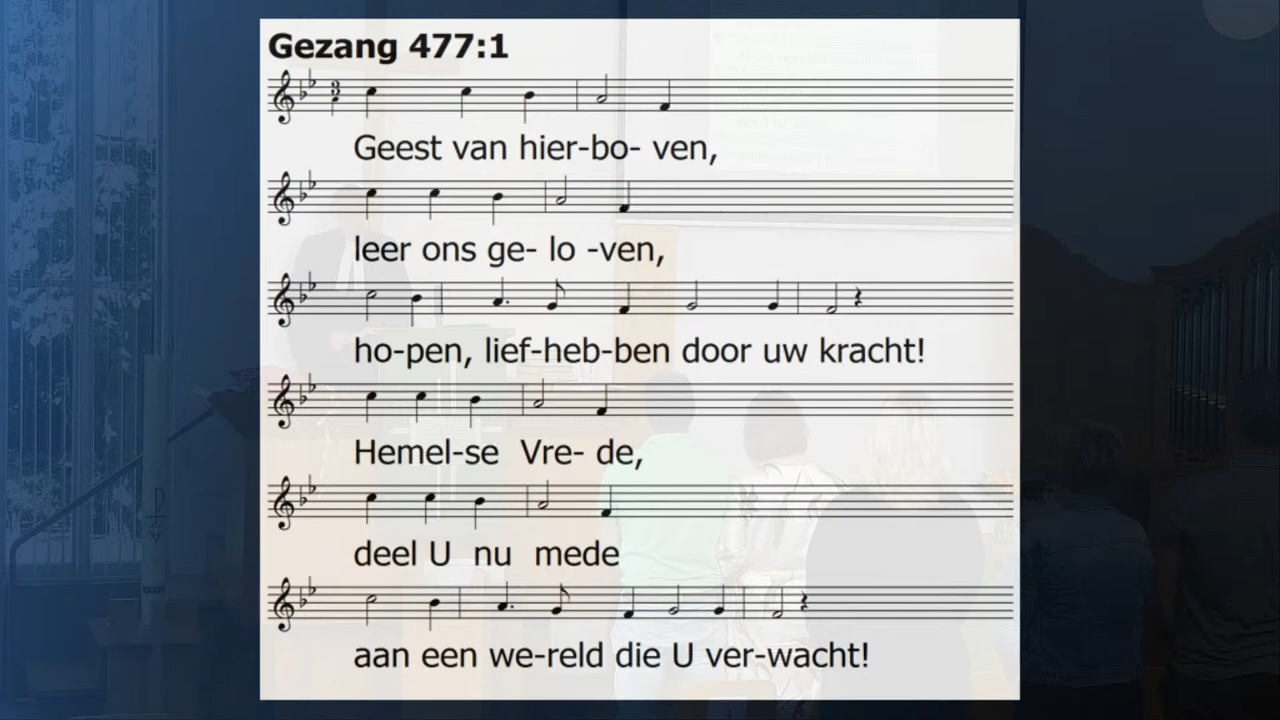 Gezang 477:1
Geest van hier-bo- ven,
leer ons ge- lo -ven,
ho-pen, lief-heb-ben door uw kracht!
Hemel-se Vre- de,
deel U nu mede
aan een we-reld die U ver-wacht!